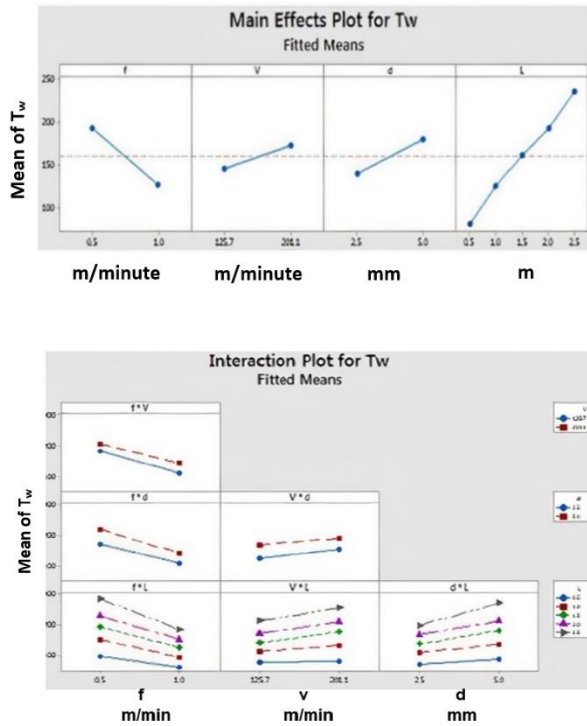 Main Effects Plot for Tw
Fitted Means
f V d L
Mean of Tw
250
200
150
100
0.5 1.0 125.7 201.1 2.5 5.0 0.5 1.0 1.5 2.0 2.5
m/minute m/minute mm m
Interaction Plot for Tw
Fitted Means
f * V
f * d V * d
f * L V * L d * L
Mean of Tw
0.5 1.0 125.7 201.1 2.5 5.0
f v d
m/min m/min mm